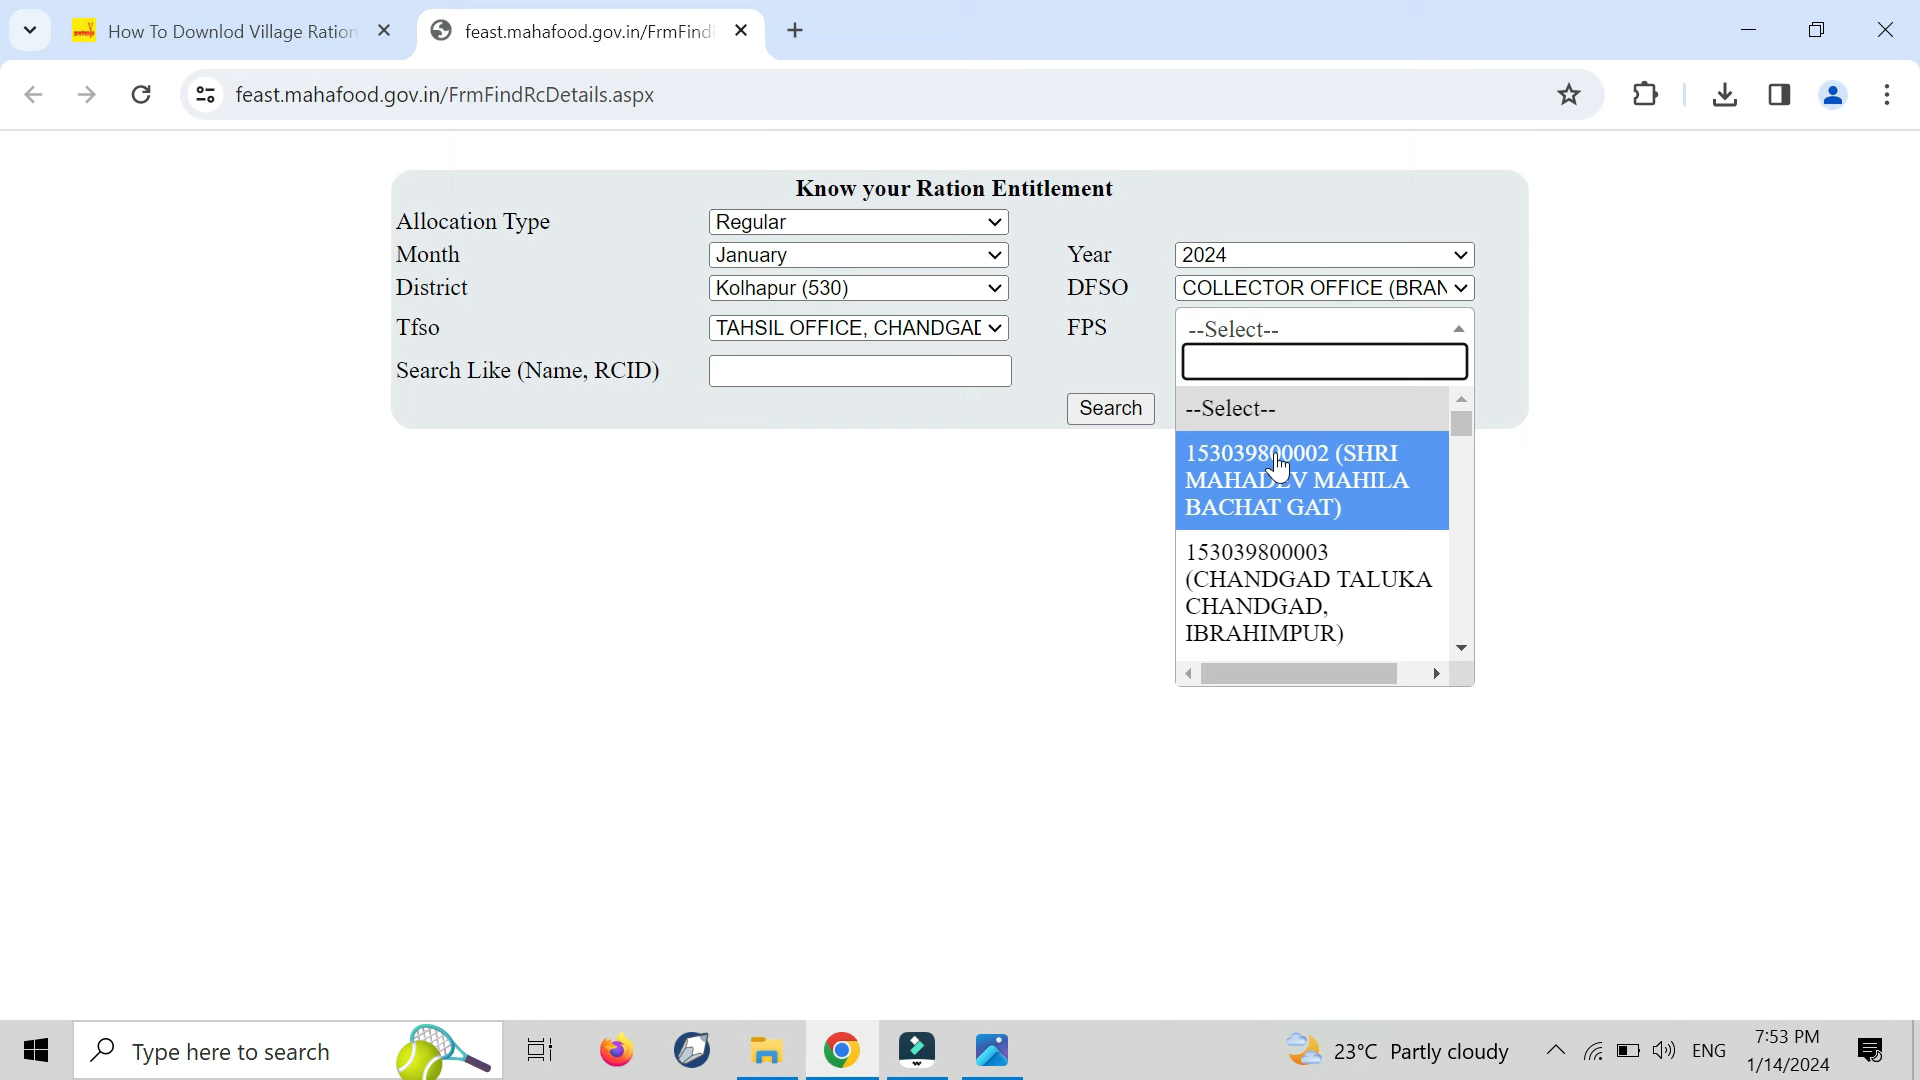 How To Downlod Village Ration
feast.mahafood.gov.in/FrmFind
feast.mahafood.gov.in/FrmFindRcDetails.aspx
Know your Ration Entitlement
Allocation Type Regular
Month January Year 2024
District Kolhapur (530) DFSO COLLECTOR OFFICE (BRAN
Tfso TAHSIL OFFICE, CHANDGAD FPS --Select--
Search Like (Name, RCID)
Search
--Select--
153039800002 (SHRI
MAHADEV MAHILA
BACHAT GAT)
153039800003
(CHANDGAD TALUKA
CHANDGAD,
IBRAHIMPUR)
Type here to search
23°C Partly cloudy
ENG
7:53 PM
1/14/2024